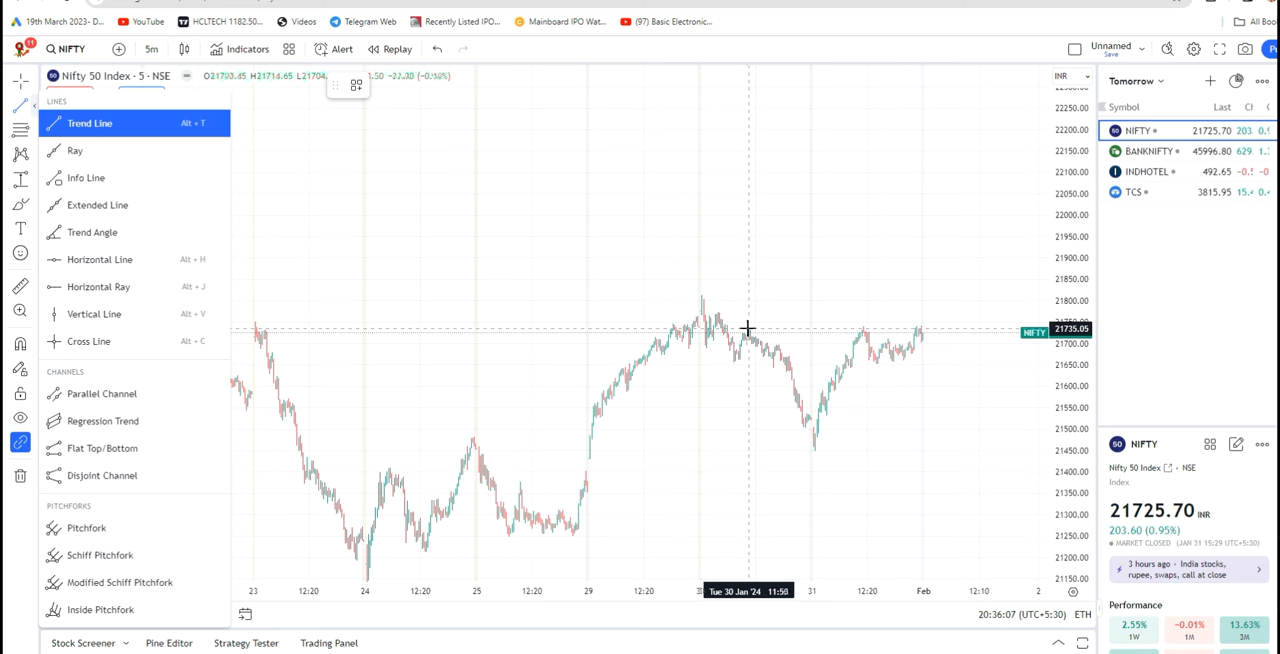 19th March 2023- D... YouTube HCLTECH 1182.50... Videos Telegram Web Recently Listed IPO... Mainboard IPO Wat... (97) Basic Electronic... All Boo
11 NIFTY 5m Indicators Alert Replay Unnamed Save
Nifty 50 Index · 5 · NSE INR Tomorrow
LINES Symbol Last
Trend Line Alt + T
Ray
Info Line
Extended Line
Trend Angle
Horizontal Line Alt + H
Horizontal Ray Alt + J
Vertical Line Alt + V
Cross Line Alt + C
CHANNELS
Parallel Channel
Regression Trend
Flat Top/Bottom
Disjoint Channel
PITCHFORKS
Pitchfork
Schiff Pitchfork
Modified Schiff Pitchfork
Inside Pitchfork
22250.00
22200.00
22150.00
22100.00
22050.00
22000.00
21950.00
21900.00
21850.00
21800.00
NIFTY 21735.05
21700.00
21650.00
21600.00
21550.00
21500.00
21450.00
21400.00
21350.00
21300.00
21250.00
21200.00
21150.00
23 12:20 24 12:20 25 12:20 29 12:20 Tue 30 Jan '24 11:50 31 12:20 Feb 12:10 2
20:36:07 (UTC+5:30) ETH
Stock Screener Pine Editor Strategy Tester Trading Panel
NIFTY 21725.70 203.
BANKNIFTY 45996.80 629.
INDHOTEL 492.65
TCS 3815.95
50 NIFTY
Nifty 50 Index · NSE
Index
21725.70 INR
203.60 (0.95%)
MARKET CLOSED (JAN 31 15:29 UTC+5:30)
3 hours ago · India stocks,
rupee, swaps, call at close
Performance
2.55% −0.01% 13.63%
1W 1M 3M